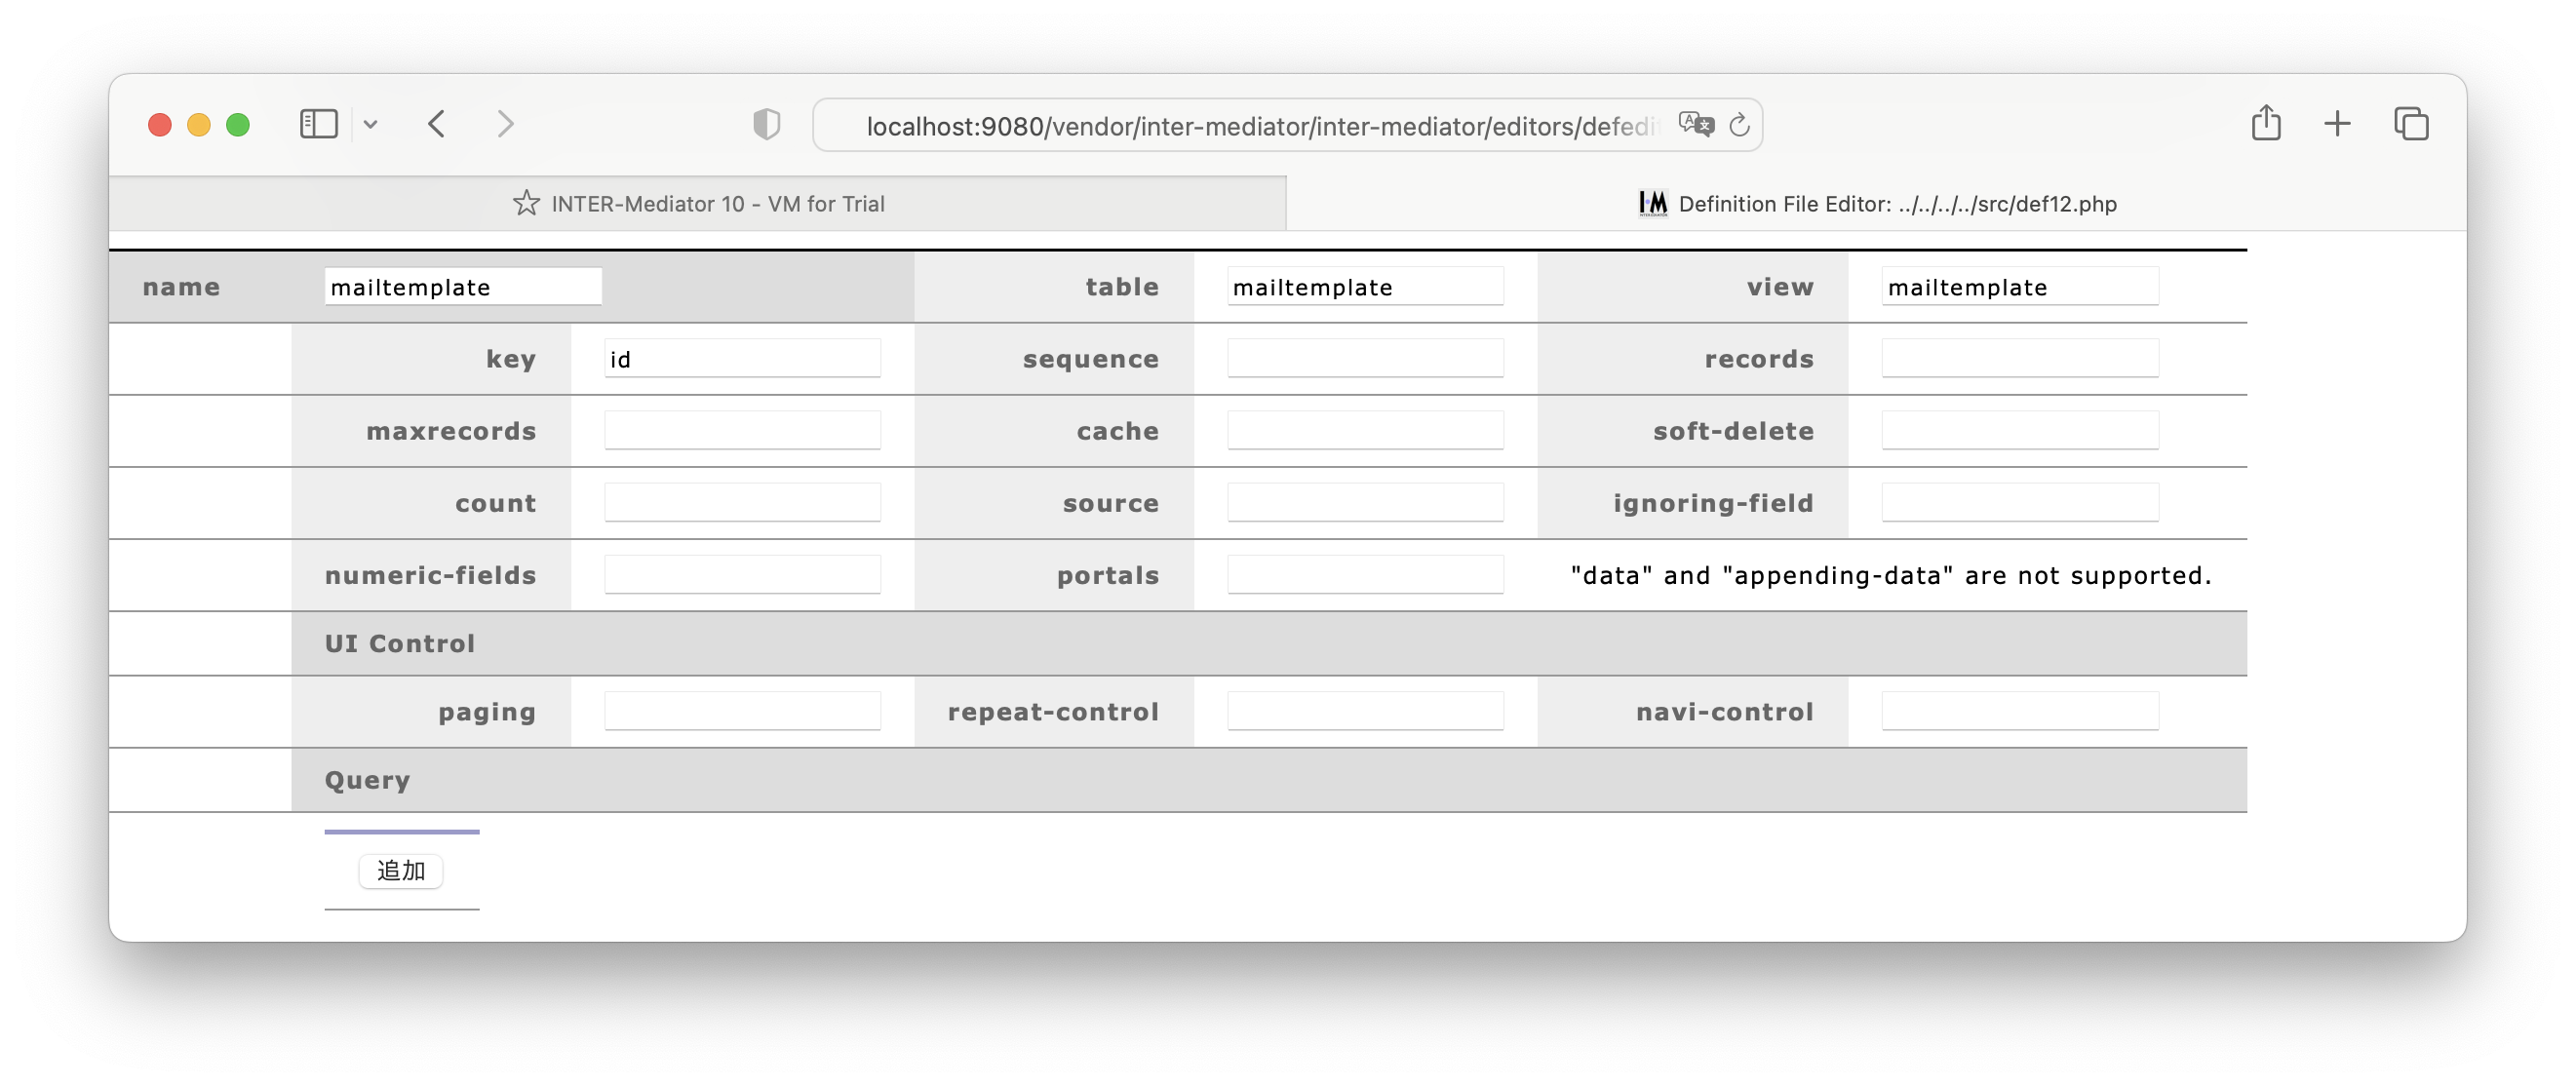 localhost:9080/vendor/inter-mediator/inter-mediator/editors/defedi
INTER-Mediator 10 - VM for Trial
Definition File Editor: ../../../../src/def12.php
name mailtemplate table mailtemplate view mailtemplate
key id sequence records
maxrecords cache soft-delete
count source ignoring-field
numeric-fields portals "data" and "appending-data" are not supported.
UI Control
paging repeat-control navi-control
Query
追加